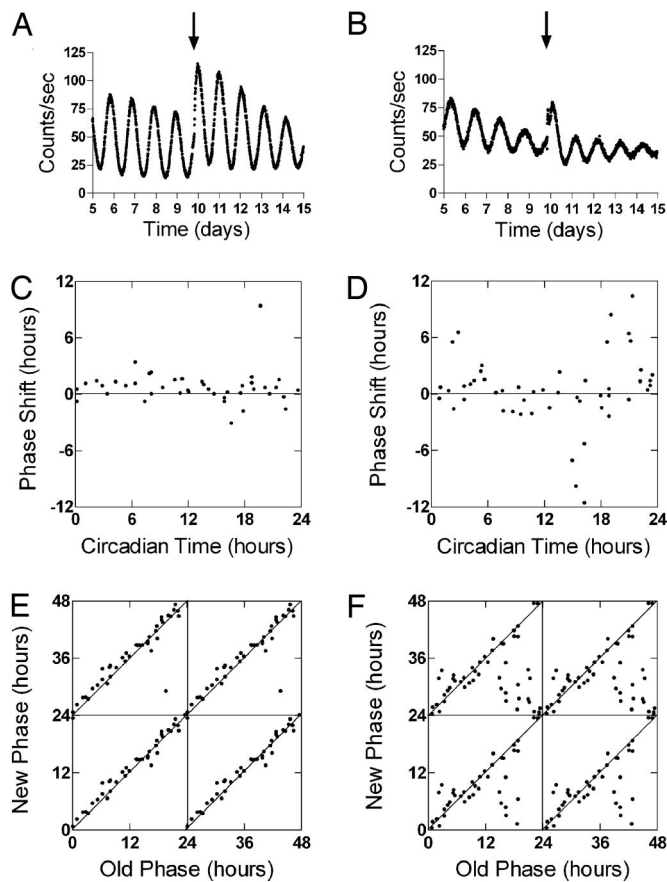 A
B
125
100
75
50
25
0
Counts/sec
5 6 7 8 9 10 11 12 13 14 15
Time (days)
125
100
75
50
25
0
Counts/sec
5 6 7 8 9 10 11 12 13 14 15
Time (days)
C
D
12
6
0
-6
-12
Phase Shift (hours)
0 6 12 18 24
Circadian Time (hours)
12
6
0
-6
-12
Phase Shift (hours)
0 6 12 18 24
Circadian Time (hours)
E
F
48
36
24
12
0
New Phase (hours)
0 12 24 36 48
Old Phase (hours)
48
36
24
12
0
New Phase (hours)
0 12 24 36 48
Old Phase (hours)